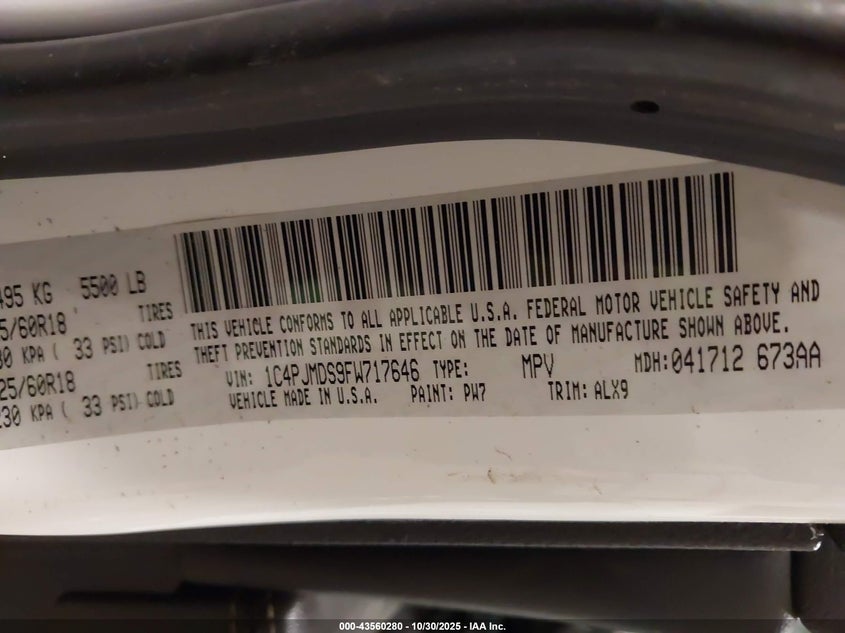 495 KG 5500 LB
5/60R18 TIRES
30 KPA ( 33 PSI) COLD
25/60R18 TIRES
230 KPA ( 33 PSI) COLD
THIS VEHICLE CONFORMS TO ALL APPLICABLE U.S.A. FEDERAL MOTOR VEHICLE SAFETY AND
THEFT PREVENTION STANDARDS IN EFFECT ON THE DATE OF MANUFACTURE SHOWN ABOVE.
VIN: 1C4PJMDS9FW717646 TYPE: MPV MDH:041712 673AA
VEHICLE MADE IN U.S.A. PAINT: PW7 TRIM: ALX9
000-43560280 - 10/30/2025 - IAA Inc.